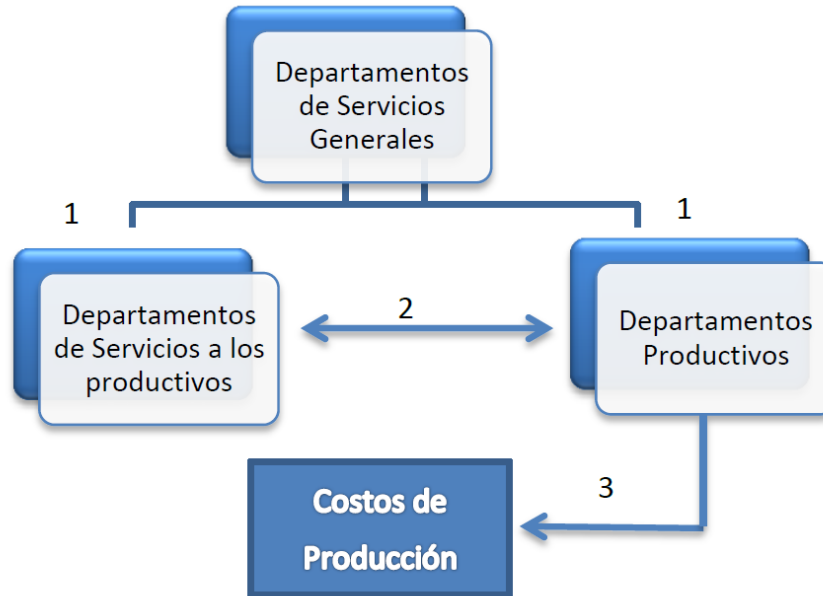 Departamentos
de Servicios
Generales
1
1
Departamentos
de Servicios a los
productivos
2
Departamentos
Productivos
3
Costos de
Producción